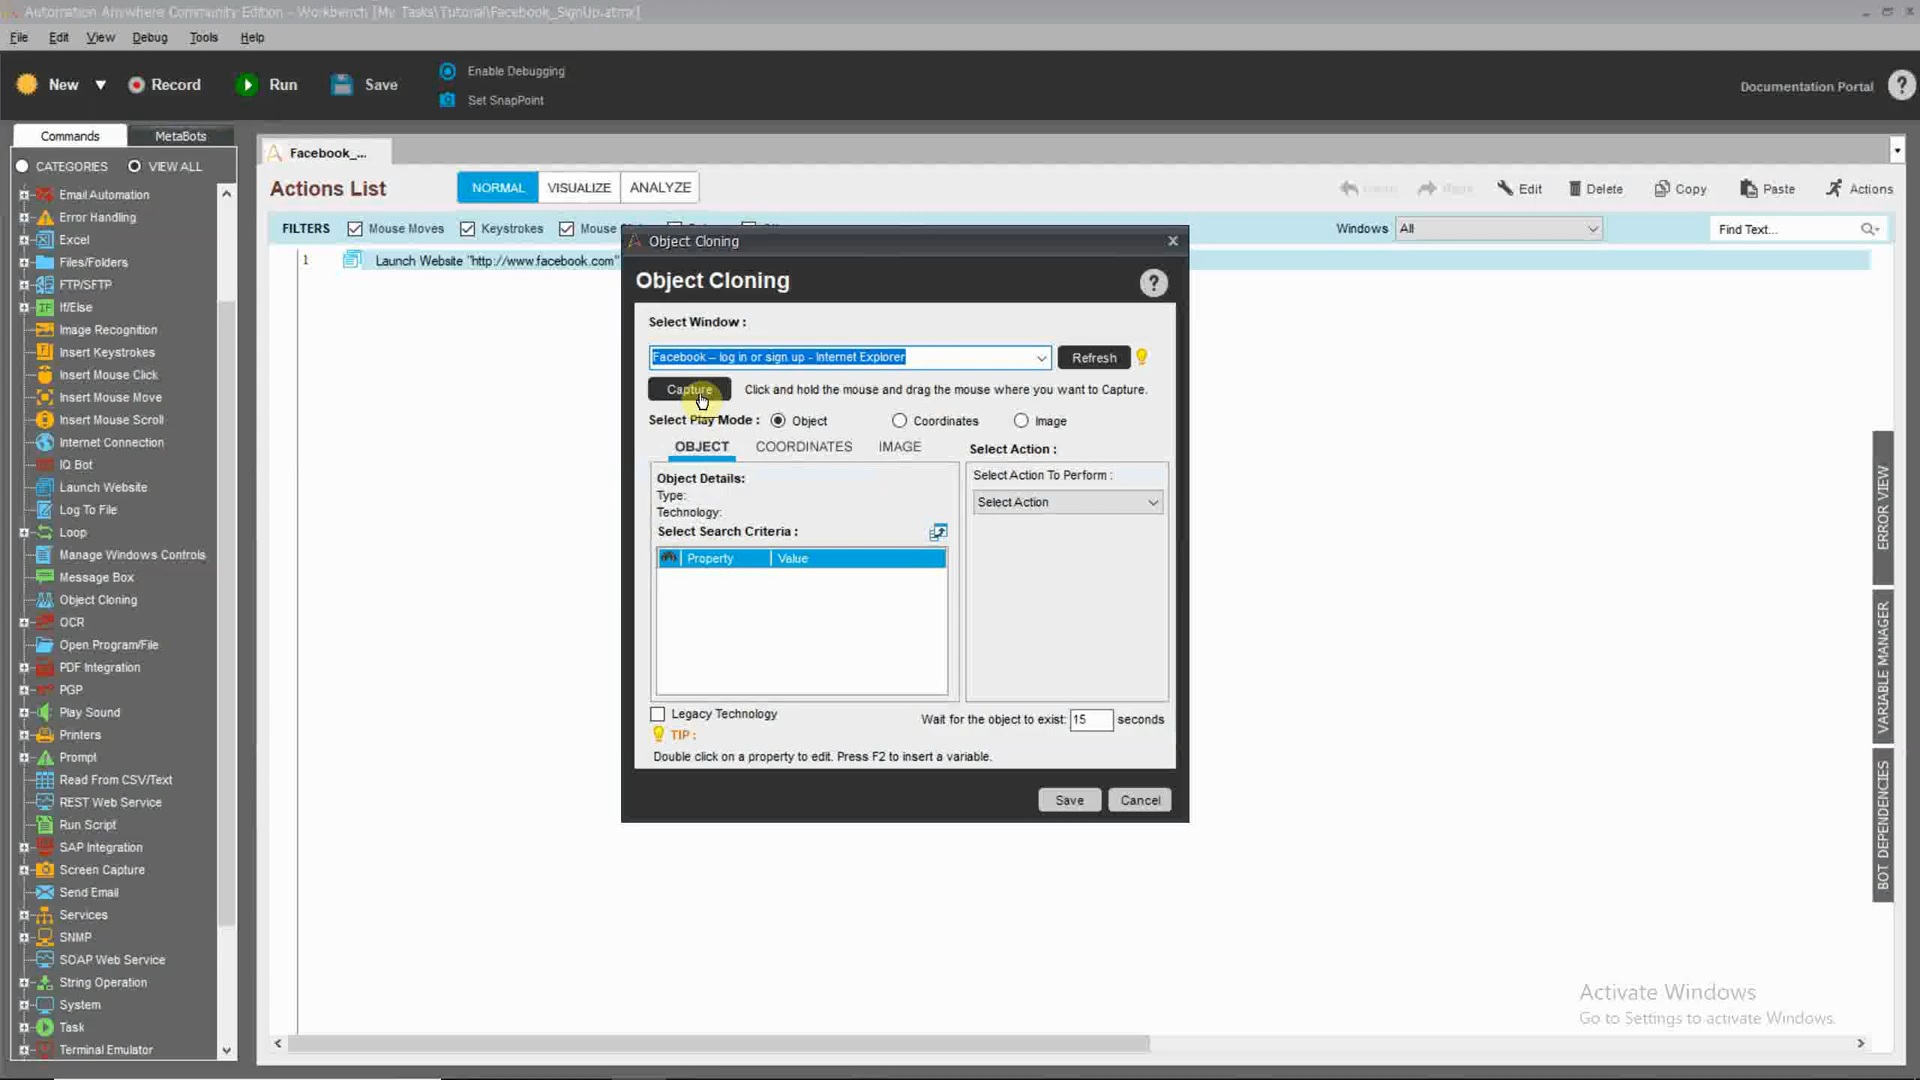 Automation Anywhere Community Edition - Workbench [My Tasks\Tutorial\Facebook_SignUp.atmx]
File Edit View Debug Tools Help
New Record Run Save
Enable Debugging
Set SnapPoint
Documentation Portal ?
Commands MetaBots
CATEGORIES VIEW ALL
Email Automation
Error Handling
Excel
Files/Folders
FTP/SFTP
If/Else
Image Recognition
Insert Keystrokes
Insert Mouse Click
Insert Mouse Move
Insert Mouse Scroll
Internet Connection
IQ Bot
Launch Website
Log To File
Loop
Manage Windows Controls
Message Box
Object Cloning
OCR
Open Program/File
PDF Integration
PGP
Play Sound
Printers
Prompt
Read From CSV/Text
REST Web Service
Run Script
SAP Integration
Screen Capture
Send Email
Services
SNMP
SOAP Web Service
String Operation
System
Task
Terminal Emulator
Facebook_...
Actions List
NORMAL VISUALIZE ANALYZE
Edit Delete Copy Paste Actions
FILTERS Mouse Moves Keystrokes Mouse
Windows All Find Text...
1 Launch Website "http://www.facebook.com"
Object Cloning
Object Cloning ?
Select Window :
Facebook – log in or sign up - Internet Explorer Refresh
Capture Click and hold the mouse and drag the mouse where you want to Capture.
Select Play Mode : Object Coordinates Image
OBJECT COORDINATES IMAGE
Select Action :
Object Details:
Type:
Technology:
Select Search Criteria :
Property Value
Select Action To Perform :
Select Action
Legacy Technology
Wait for the object to exist: 15 seconds
TIP :
Double click on a property to edit. Press F2 to insert a variable.
Save Cancel
ERROR VIEW
VARIABLE MANAGER
BOT DEPENDENCIES
Activate Windows
Go to Settings to activate Windows.